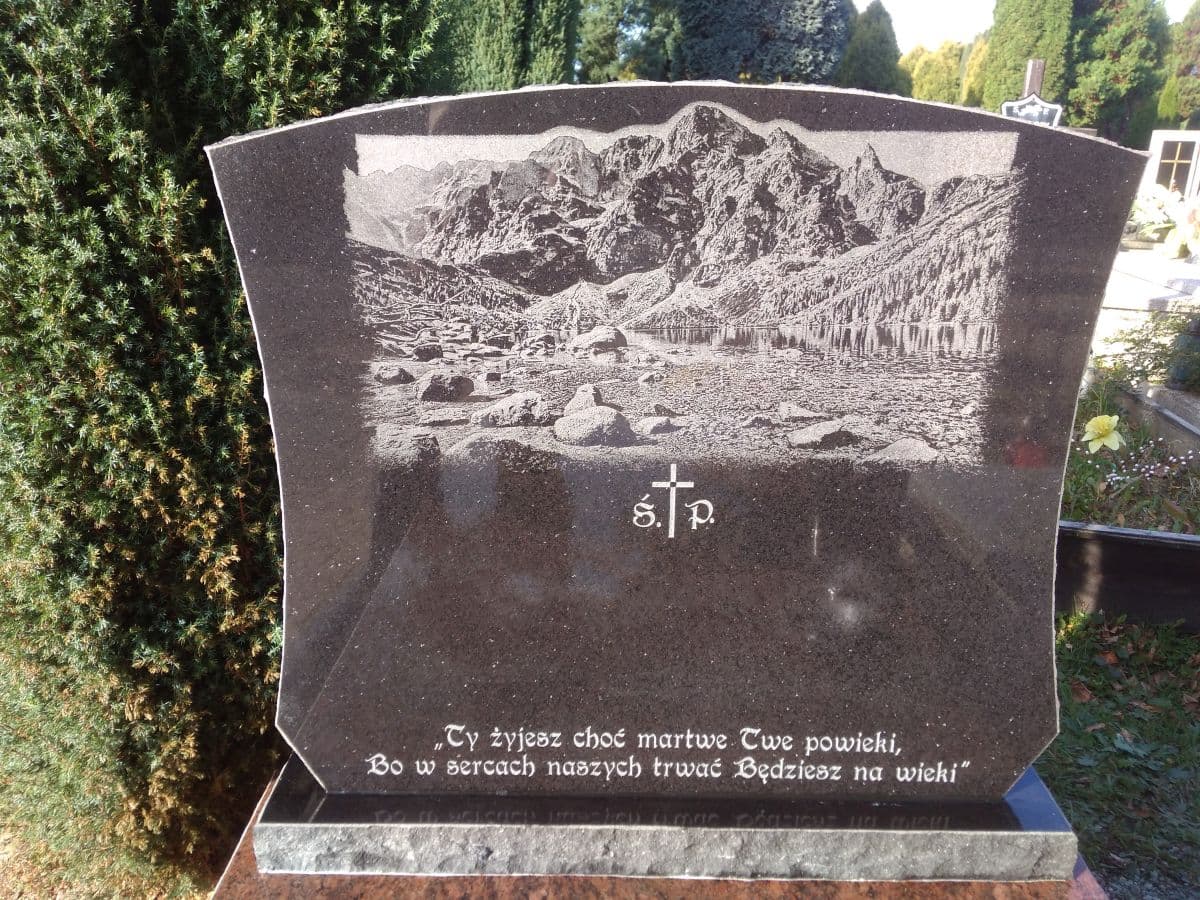 Ś. P.
„Ty żyjesz choć martwe Twe powieki,
Bo w sercach naszych trwać Będziesz na wieki"